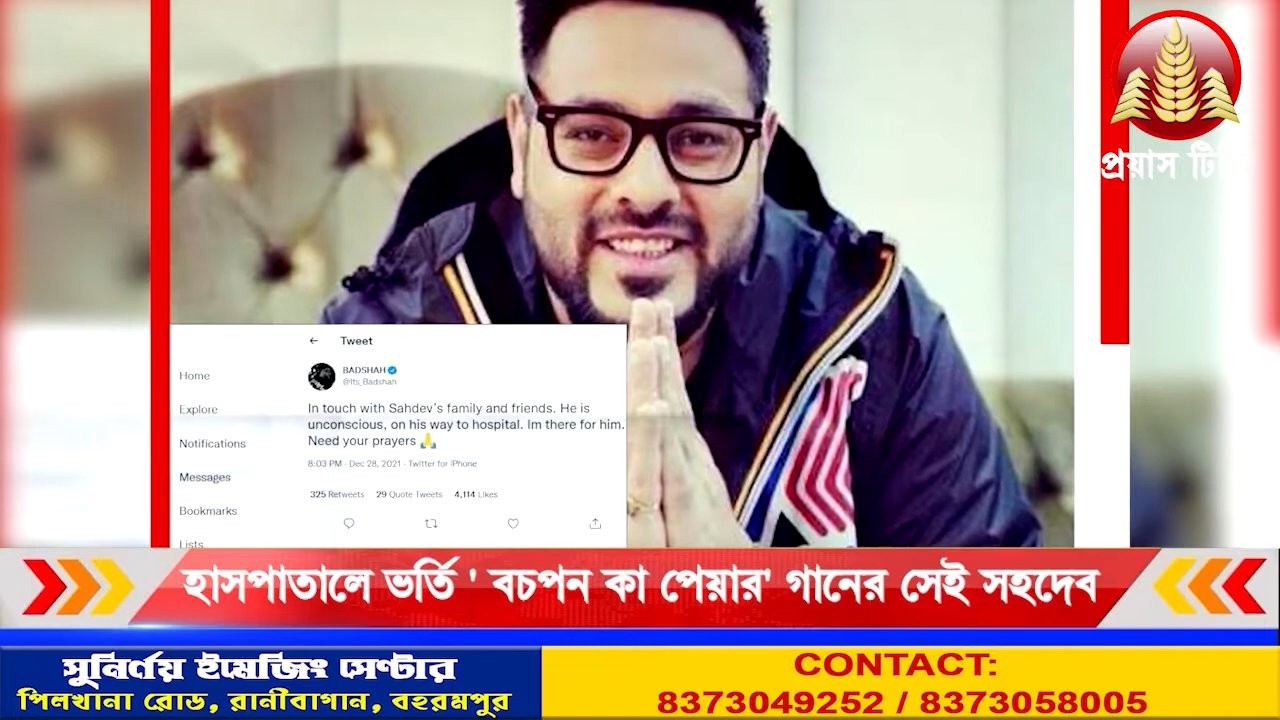 প্রয়াস
← Tweet
Home
Explore
Notifications
Messages
Bookmarks
Lists
BADSHAH
@Its_Badshah
In touch with Sahdev's family and friends. He is
unconscious, on his way to hospital. Im there for him.
Need your prayers 🙏
8:03 PM · Dec 28, 2021 · Twitter for iPhone
325 Retweets 29 Quote Tweets 4,114 Likes
হাসপাতালে ভর্তি ' বচপন কা পেয়ার' গানের সেই সহদেব
সুনির্ণয় ইমেজিং সেন্টার
পিলখানা রোড, রানীবাগান, বহরমপুর
CONTACT:
8373049252 / 8373058005